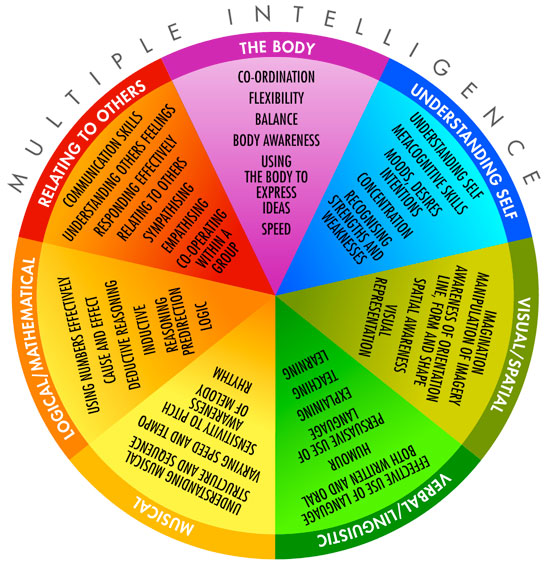 MULTIPLE INTELLIGENCE
THE BODY
CO-ORDINATION
FLEXIBILITY
BALANCE
BODY AWARENESS
USING
THE BODY TO
EXPRESS
IDEAS
SPEED
UNDERSTANDING SELF
UNDERSTANDING SELF
METACOGNITIVE SKILLS
MOODS, DESIRES
INTENTIONS
CONCENTRATION
RECOGNISING
STRENGTHS AND
WEAKNESSES
VISUAL/SPATIAL
IMAGINATION
MANIPULATION OF IMAGERY
AWARENESS OF ORIENTATION
LINE, FORM AND SHAPE
SPATIAL AWARENESS
VISUAL
REPRESENTATION
VERBAL/LINGUISTIC
EFFECTIVE USE OF LANGUAGE
BOTH WRITTEN AND ORAL
HUMOUR
PERSUASIVE USE OF
LANGUAGE
EXPLAINING
TEACHING
LEARNING
MUSICAL
UNDERSTANDING MUSICAL
STRUCTURE AND SEQUENCE
VARYING SPEED AND TEMPO
SENSITIVITY TO PITCH
AWARENESS
OF MELODY
RHYTHM
LOGICAL/MATHEMATICAL
USING NUMBERS EFFECTIVELY
CAUSE AND EFFECT
DEDUCTIVE REASONING
INDUCTIVE
REASONING
PREDIRECTION
LOGIC
RELATING TO OTHERS
COMMUNICATION SKILLS
UNDERSTANDING OTHERS FEELINGS
RESPONDING EFFECTIVELY
RELATING TO OTHERS
SYMPATHISING
EMPATHISING
CO-OPERATING
WITHIN A
GROUP